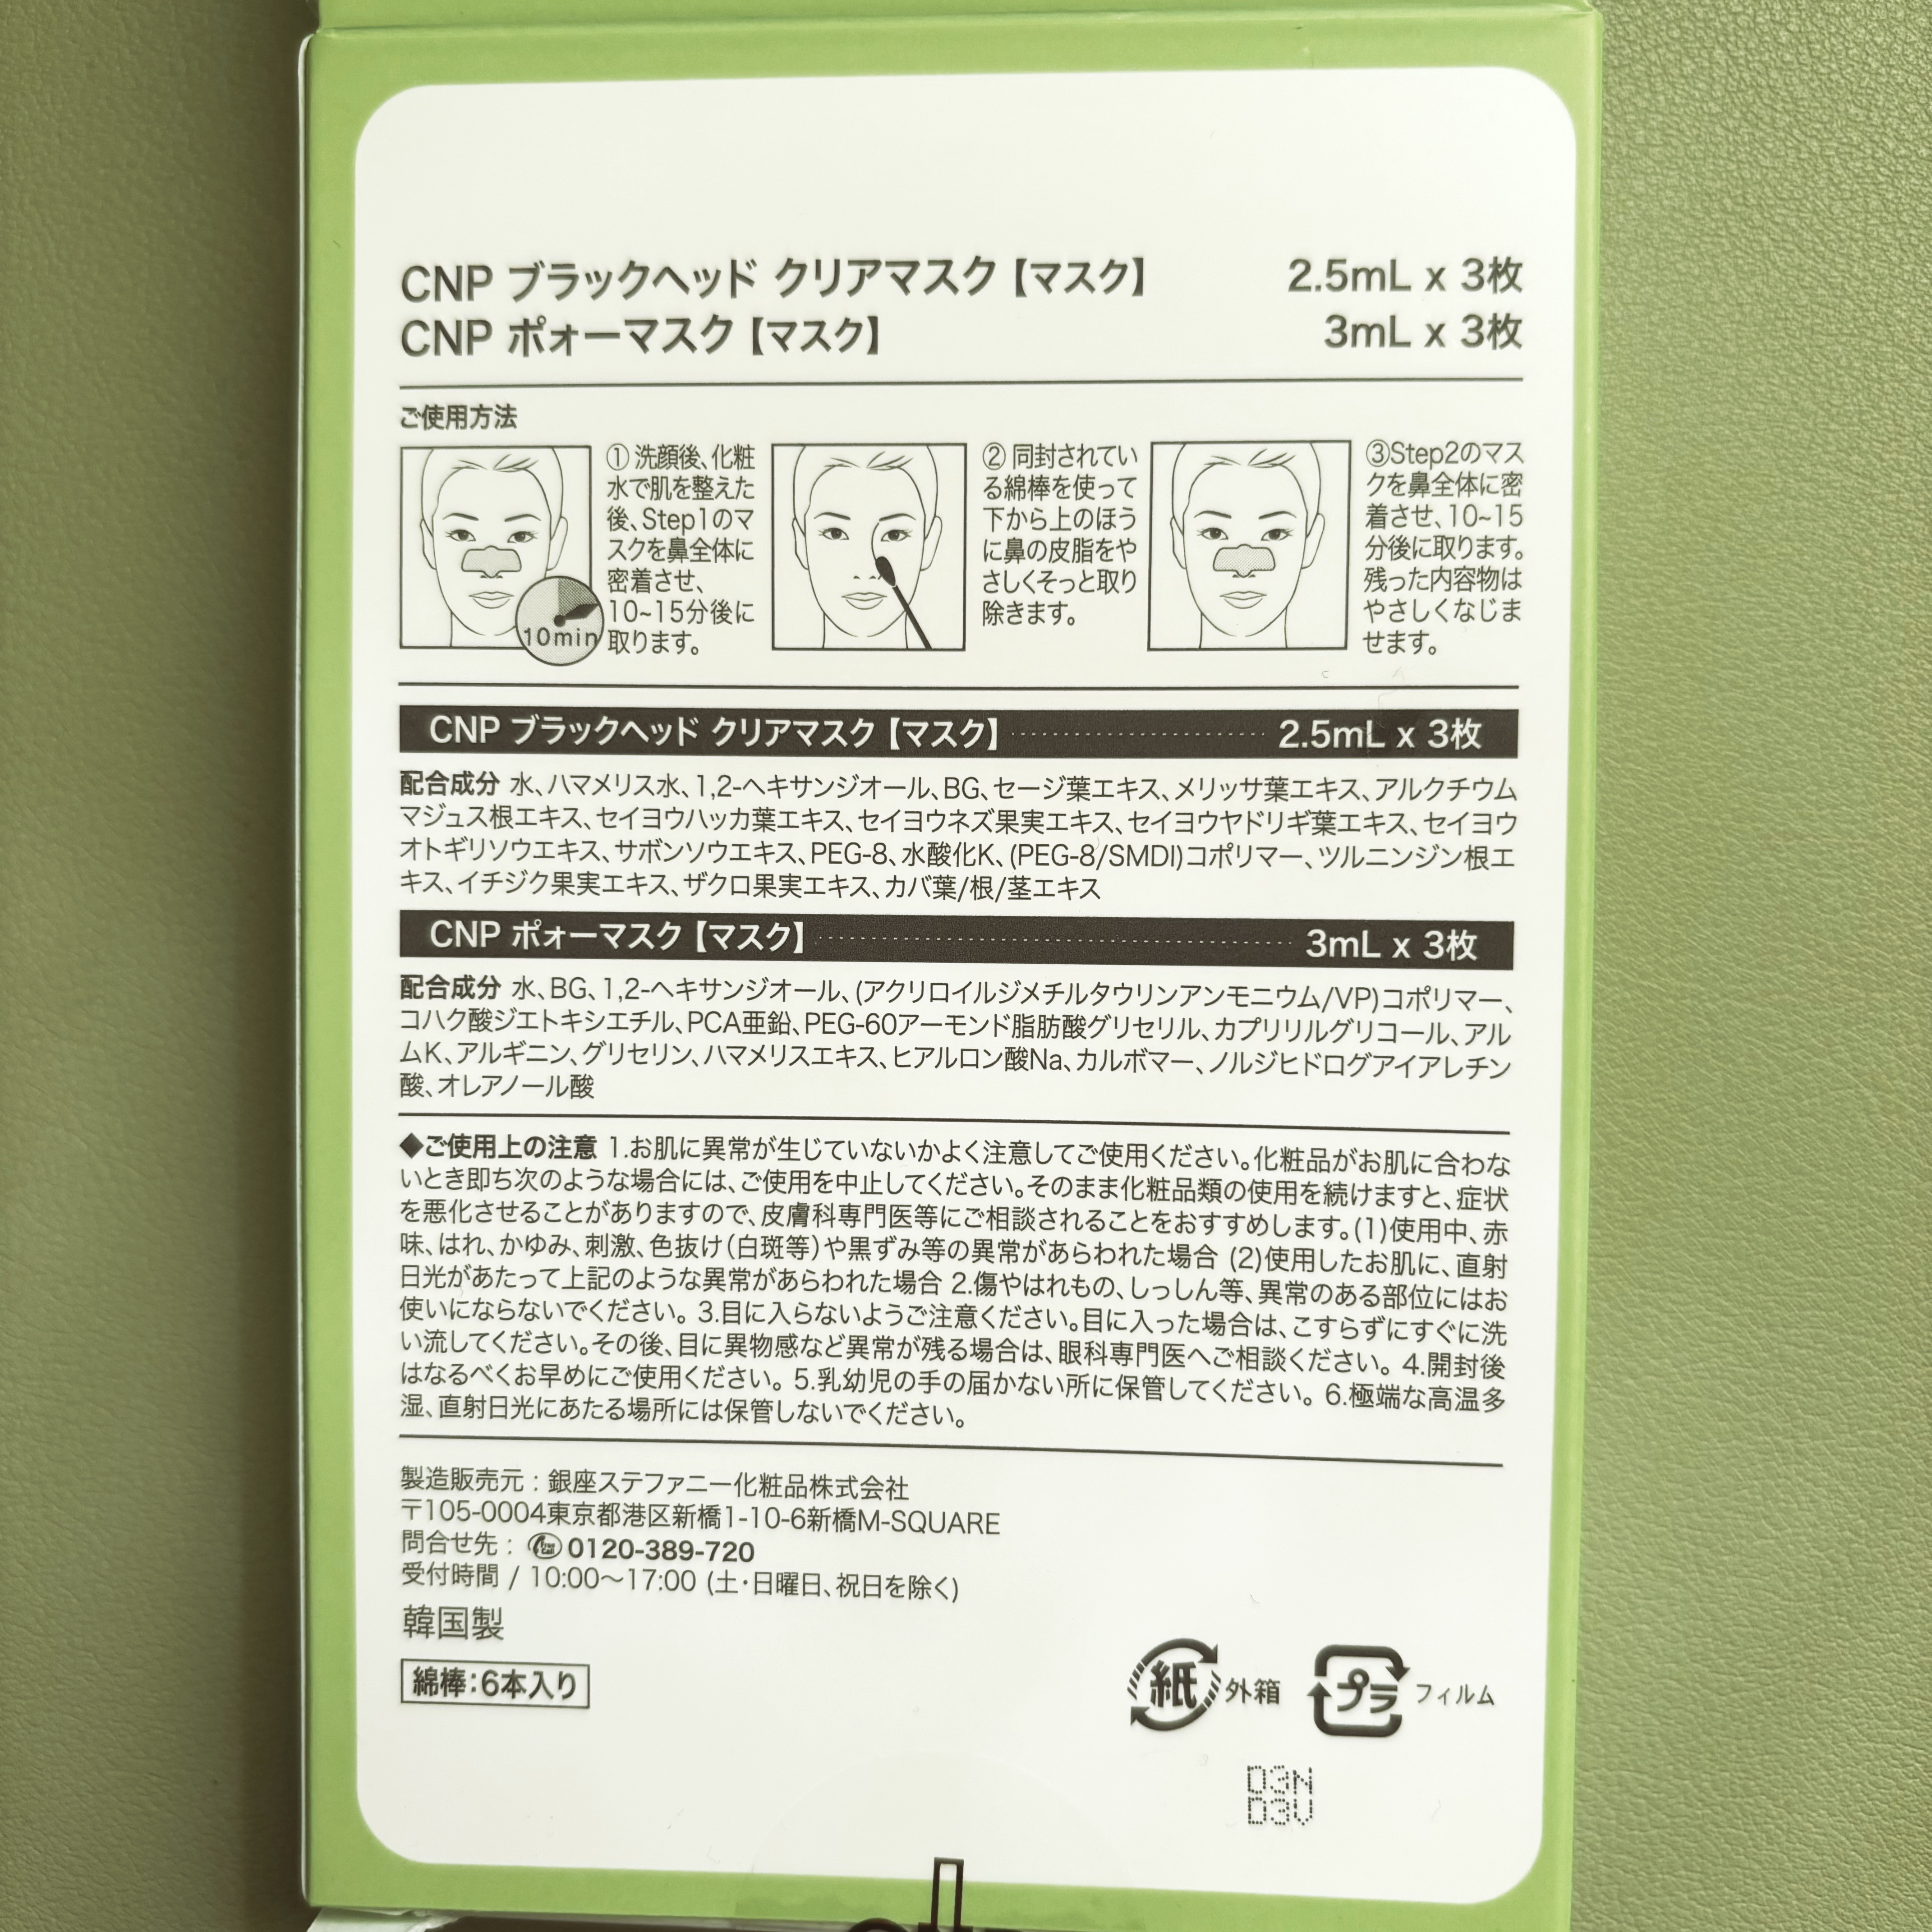 CNP ブラックヘッド クリアマスク【マスク】 2.5mL x 3枚
CNP ポォーマスク【マスク】 3mL x 3枚
ご使用方法
① 洗顔後、化粧
水で肌を整えた
後、Step1のマ
スクを鼻全体に
密着させ、
10~15分後に
取ります。
10min
② 同封されてい
る綿棒を使って
下から上のほう
に鼻の皮脂をや
さしくそっと取り
除きます。
③Step2のマス
クを鼻全体に密
着させ、10~15
分後に取ります。
残った内容物は
やさしくなじま
せます。
CNP ブラックヘッド クリアマスク【マスク】 2.5mL x 3枚
配合成分 水、ハマメリス水、1,2-ヘキサンジオール、BG、セージ葉エキス、メリッサ葉エキス、アルクチウム
マジュス根エキス、セイヨウハッカ葉エキス、セイヨウネズ果実エキス、セイヨウヤドリギ葉エキス、セイヨウ
オトギリソウエキス、サボンソウエキス、PEG-8、水酸化K、(PEG-8/SMDI)コポリマー、ツルニンジン根エ
キス、イチジク果実エキス、ザクロ果実エキス、カバ葉/根/茎エキス
CNP ポォーマスク【マスク】 3mL x 3枚
配合成分 水、BG、1,2-ヘキサンジオール、(アクリロイルジメチルタウリンアンモニウム/VP)コポリマー、
コハク酸ジエトキシエチル、PCA亜鉛、PEG-60アーモンド脂肪酸グリセリル、カプリリルグリコール、アル
ムK、アルギニン、グリセリン、ハマメリスエキス、ヒアルロン酸Na、カルボマー、ノルジヒドログアイアレチン
酸、オレアノール酸
◆ご使用上の注意 1.お肌に異常が生じていないかよく注意してご使用ください。化粧品がお肌に合わな
いとき即ち次のような場合には、ご使用を中止してください。そのまま化粧品類の使用を続けますと、症状
を悪化させることがありますので、皮膚科専門医等にご相談されることをおすすめします。(1)使用中、赤
味、はれ、かゆみ、刺激、色抜け(白斑等)や黒ずみ等の異常があらわれた場合 (2)使用したお肌に、直射
日光があたって上記のような異常があらわれた場合 2.傷やはれもの、しっしん等、異常のある部位にはお
使いにならないでください。 3.目に入らないようご注意ください。目に入った場合は、こすらずにすぐに洗
い流してください。その後、目に異物感など異常が残る場合は、眼科専門医へご相談ください。 4.開封後
はなるべくお早めにご使用ください。 5.乳幼児の手の届かない所に保管してください。 6.極端な高温多
湿、直射日光にあたる場所には保管しないでください。
製造販売元 : 銀座ステファニー化粧品株式会社
〒105-0004東京都港区新橋1-10-6新橋M-SQUARE
問合せ先 : 0120-389-720
受付時間 / 10:00〜17:00 (土・日曜日、祝日を除く)
韓国製
綿棒:6本入り
紙 外箱 プラ フィルム
D3N
D3V